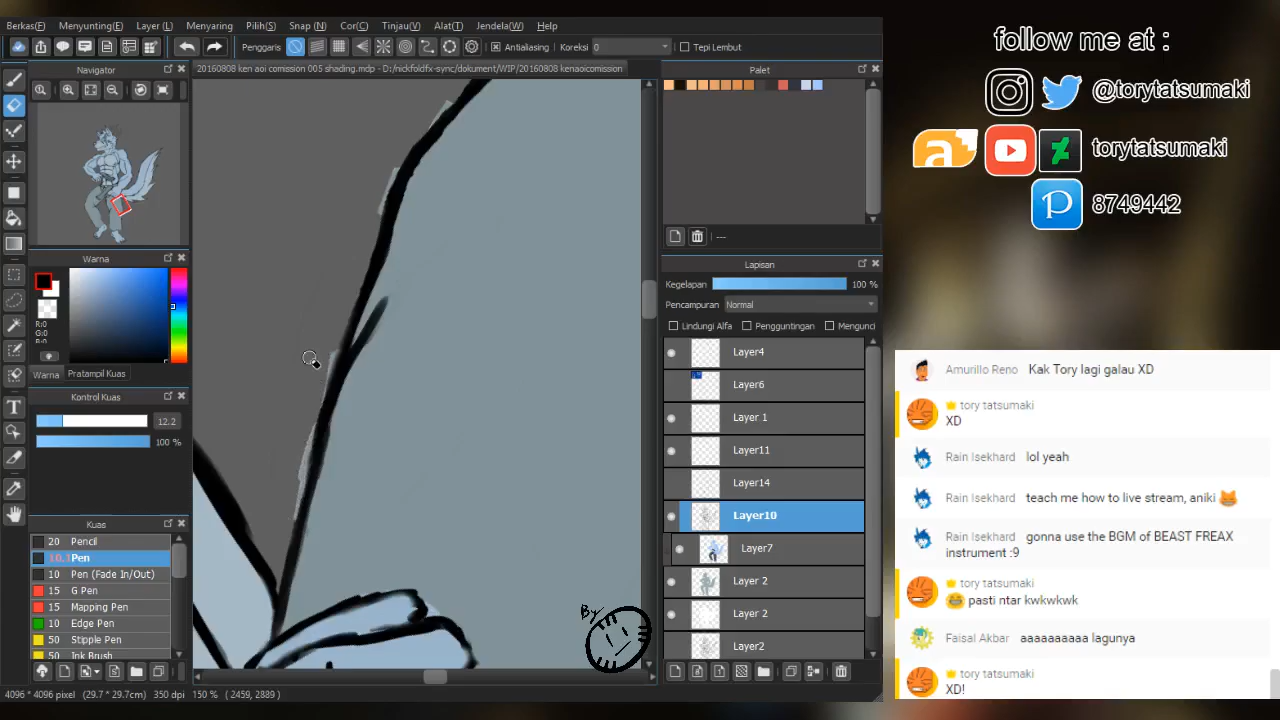 Berkas(F) Menyunting(E) Layer (L) Menyaring Pilih(S) Snap (N) Cor(C) Tinjau(V) Alat(T) Jendela(W) Help
Penggaris Antialiasing Koreksi 0 Tepi Lembut
Navigator
20160808 ken aoi comission 005 shading.mdp - D:/nickfoldfx-sync/dokument/WIP/20160808 kenaoicomission
Palet
---
Warna
R:0
G:0
Warna Pratampil Kuas
Kontrol Kuas
12.2
100 %
Kuas
20 Pencil
10.1 Pen
10 Pen (Fade In/Out)
15 G Pen
15 Mapping Pen
10 Edge Pen
50 Stipple Pen
50 Ink Brush
Lapisan
Kegelapan 100 %
Pencampuran Normal
Lindungi Alfa Pengguntingan Mengunci
Layer4
Layer6
Layer 1
Layer11
Layer14
Layer10
Layer7
Layer 2
Layer 2
Layer2
By
4096 * 4096 pixel (29.7 * 29.7cm) 350 dpi 150 % ( 2459, 2889 )
follow me at :
@torytatsumaki
torytatsumaki
8749442
Amurillo Reno Kak Tory lagi galau XD
tory tatsumaki
XD
Rain Isekhard lol yeah
Rain Isekhard teach me how to live stream, aniki
Rain Isekhard gonna use the BGM of BEAST FREAX
instrument :9
tory tatsumaki
pasti ntar kwkwkwk
Faisal Akbar aaaaaaaaaa lagunya
tory tatsumaki
XD!